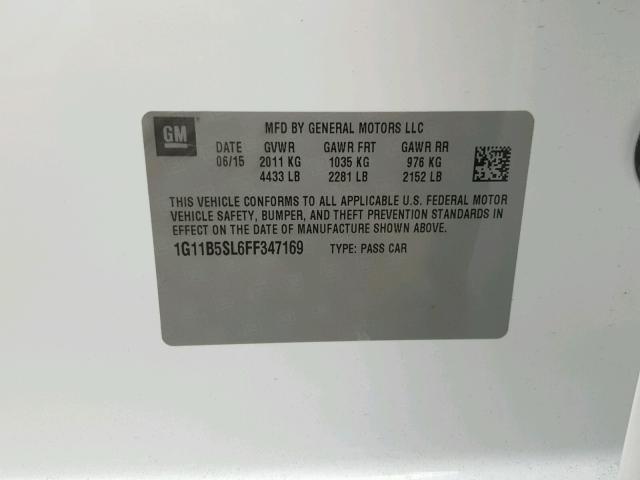 GM
MFD BY GENERAL MOTORS LLC
DATE GVWR GAWR FRT GAWR RR
06/15 2011 KG 1035 KG 976 KG
4433 LB 2281 LB 2152 LB
THIS VEHICLE CONFORMS TO ALL APPLICABLE U.S. FEDERAL MOTOR
VEHICLE SAFETY, BUMPER, AND THEFT PREVENTION STANDARDS IN
EFFECT ON THE DATE OF MANUFACTURE SHOWN ABOVE.
1G11B5SL6FF347169 TYPE: PASS CAR